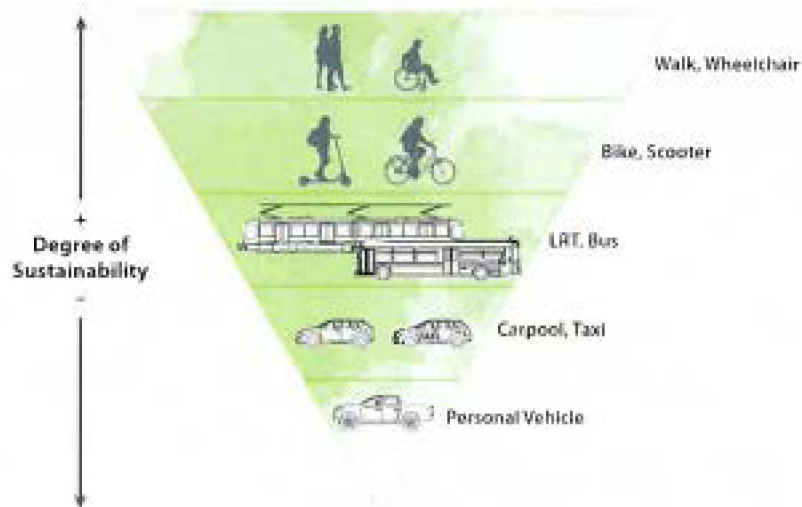 Walk, Wheelchair
Bike, Scooter
+
Degree of
Sustainability
-
LRT, Bus
Carpool, Taxi
Personal Vehicle